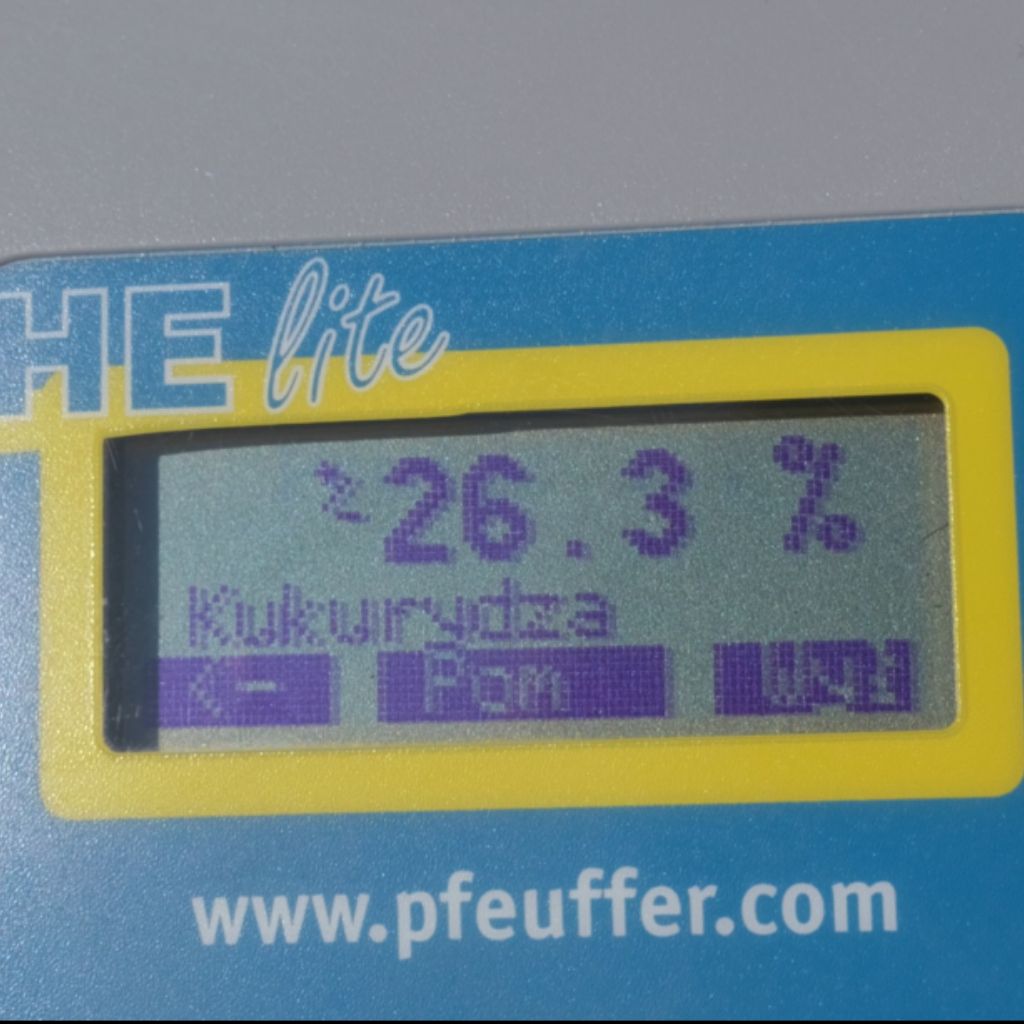 HE lite
26.3 %
Kukurydza
<- Pom
www.pfeuffer.com